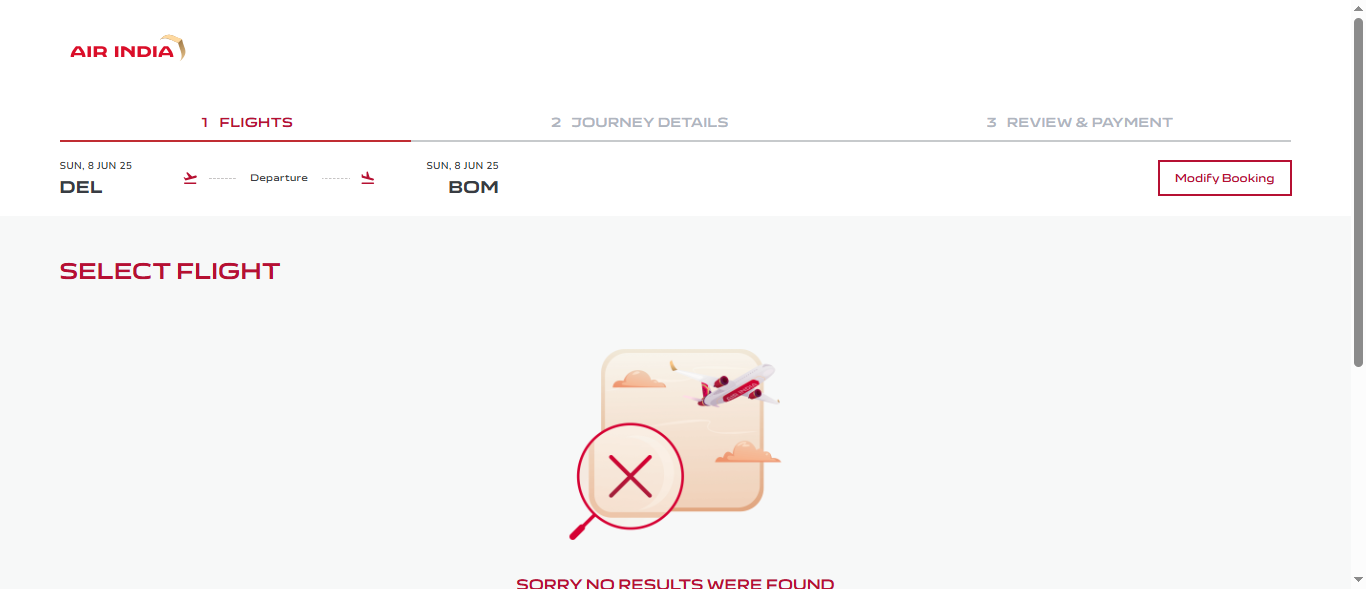 AIR INDIA
1 FLIGHTS
2 JOURNEY DETAILS
3 REVIEW & PAYMENT
SUN, 8 JUN 25
DEL
Departure
SUN, 8 JUN 25
BOM
Modify Booking
SELECT FLIGHT
SORRY NO RESULTS WERE FOUND